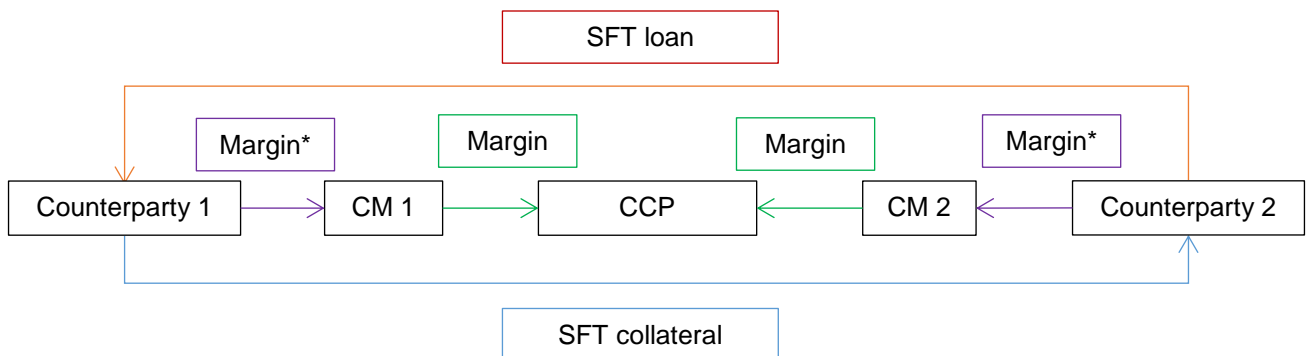 SFT loan
Margin*
Margin
Margin
Margin*
Counterparty 1
CM 1
CCP
CM 2
Counterparty 2
SFT collateral